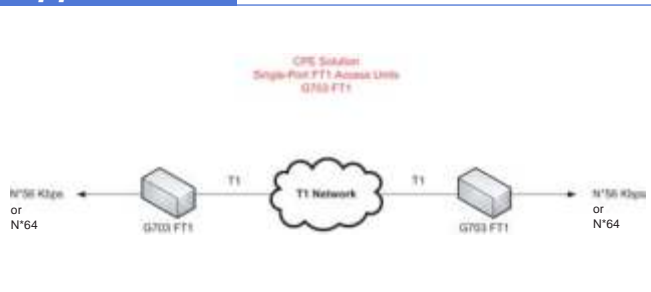 CPE Solution
Single-Port FT1 Access Units
G703 FT1
T1
T1
T1 Network
N*56 Kbps
or
N*64
G703 FT1
G703 FT1
N*56 Kbps
or
N*64